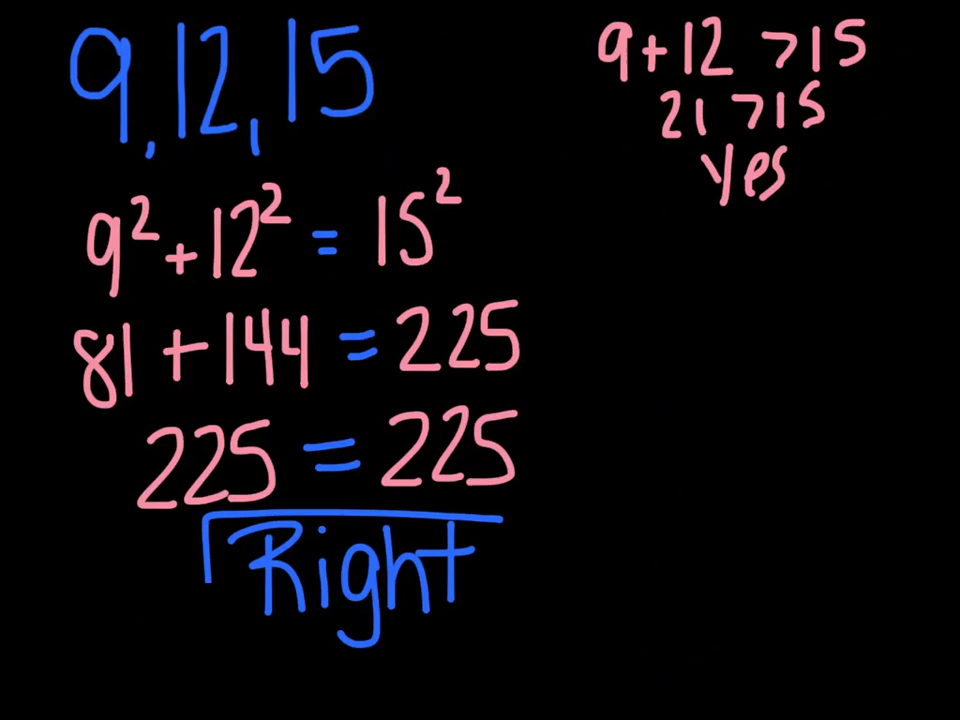 9, 12, 15
9 + 12 > 15
21 > 15
yes
9² + 12² = 15²
81 + 144 = 225
225 = 225
Right